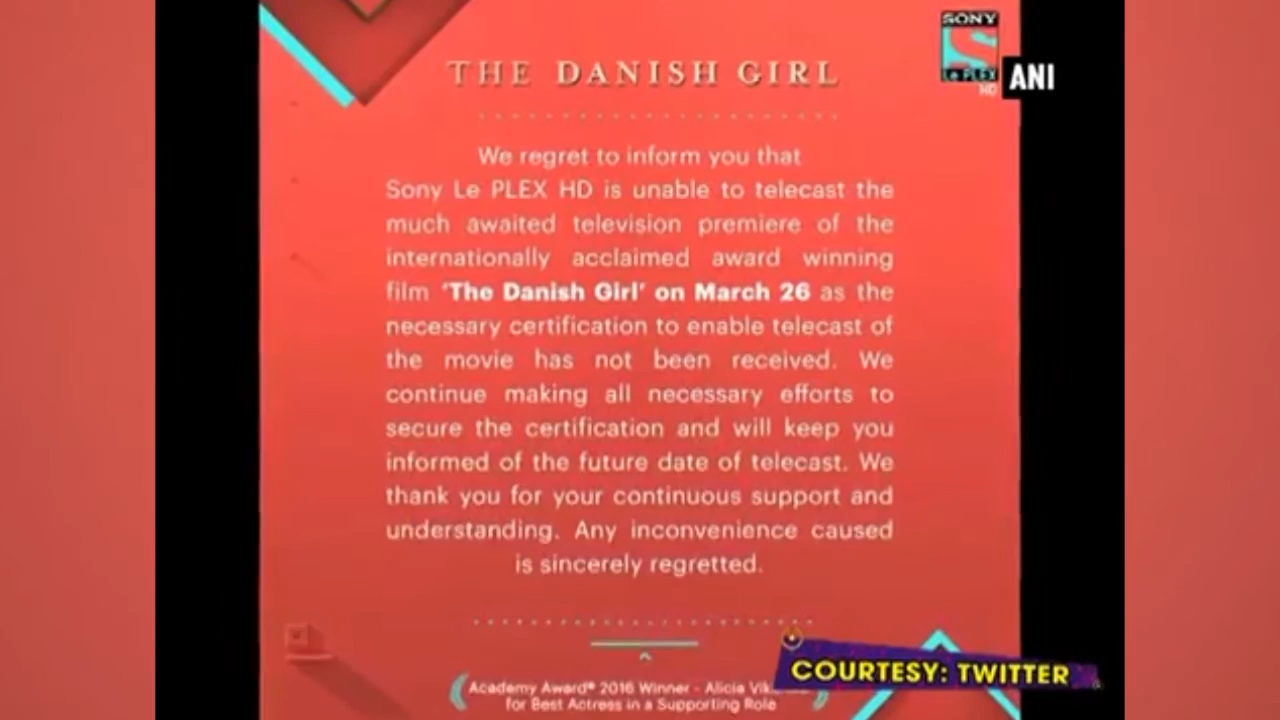 SONY
Le PLEX
HD
ANI
THE DANISH GIRL
We regret to inform you that
Sony Le PLEX HD is unable to telecast the
much awaited television premiere of the
internationally acclaimed award winning
film 'The Danish Girl' on March 26 as the
necessary certification to enable telecast of
the movie has not been received. We
continue making all necessary efforts to
secure the certification and will keep you
informed of the future date of telecast. We
thank you for your continuous support and
understanding. Any inconvenience caused
is sincerely regretted.
COURTESY: TWITTER
Academy Award® 2016 Winner - Alicia
for Best Actress in a Supporting Role